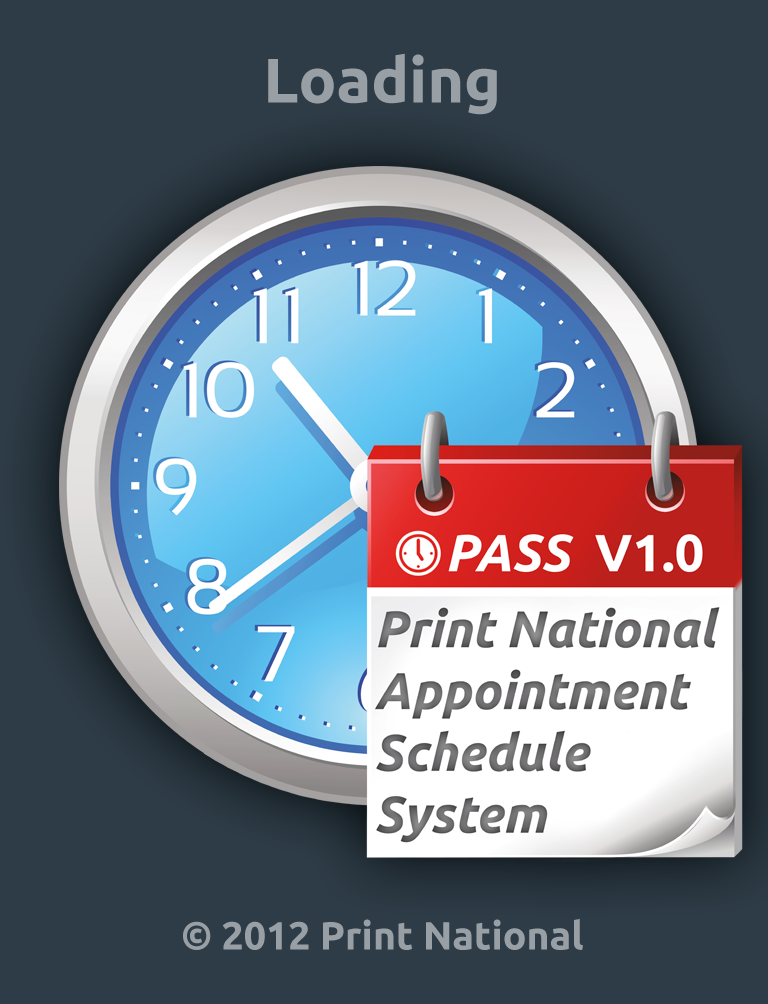 Loading
12
11
1
10
2
9
8
7
PASS V1.0
Print National
Appointment
Schedule
System
© 2012 Print National